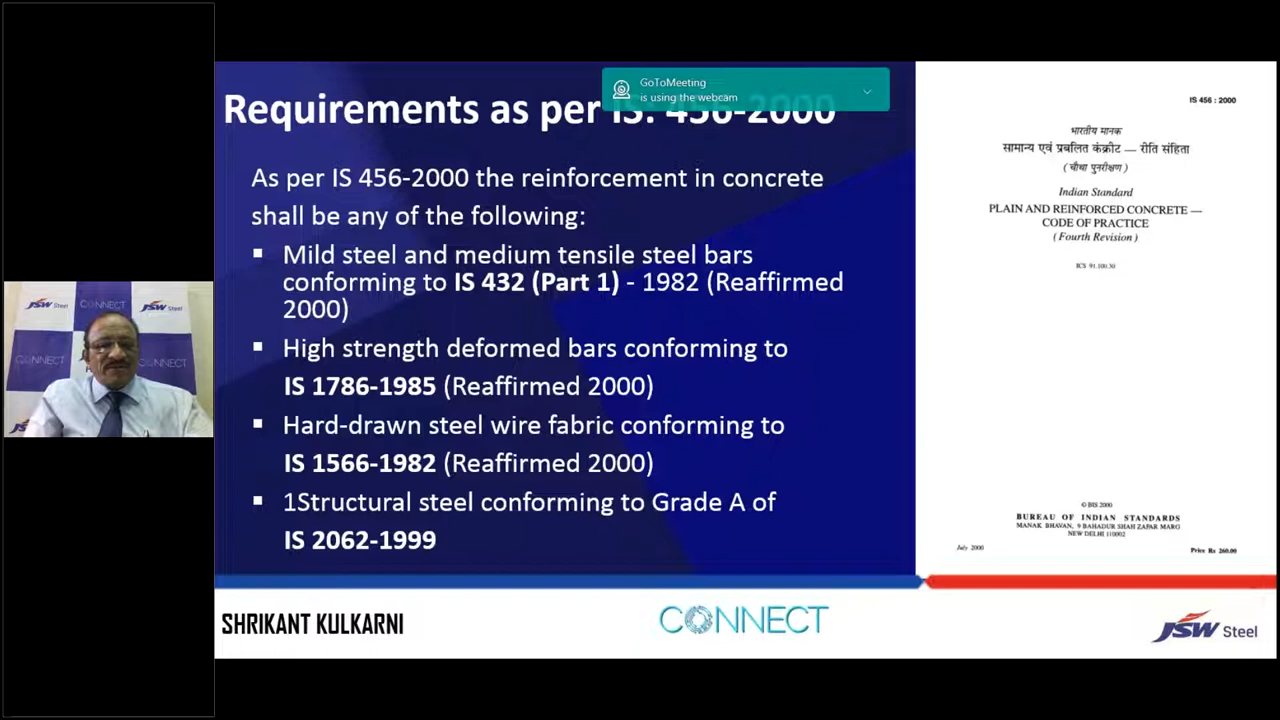 Requirements as per IS: 456-2000
GoToMeeting
is using the webcam
As per IS 456-2000 the reinforcement in concrete
shall be any of the following:
▪ Mild steel and medium tensile steel bars
conforming to IS 432 (Part 1) - 1982 (Reaffirmed
2000)
▪ High strength deformed bars conforming to
IS 1786-1985 (Reaffirmed 2000)
▪ Hard-drawn steel wire fabric conforming to
IS 1566-1982 (Reaffirmed 2000)
▪ 1Structural steel conforming to Grade A of
IS 2062-1999
IS 456 : 2000
भारतीय मानक
सामान्य एवं प्रबलित कंक्रीट — रीति संहिता
( चौथा पुनरीक्षण )
Indian Standard
PLAIN AND REINFORCED CONCRETE —
CODE OF PRACTICE
( Fourth Revision )
ICS 91.100.30
© BIS 2000
BUREAU OF INDIAN STANDARDS
MANAK BHAVAN, 9 BAHADUR SHAH ZAFAR MARG
NEW DELHI 110002
July 2000
Price Rs 260.00
JSW Steel
CONNECT
JSW Steel
CONNECT
CONNECT
SHRIKANT KULKARNI
CONNECT
JSW Steel